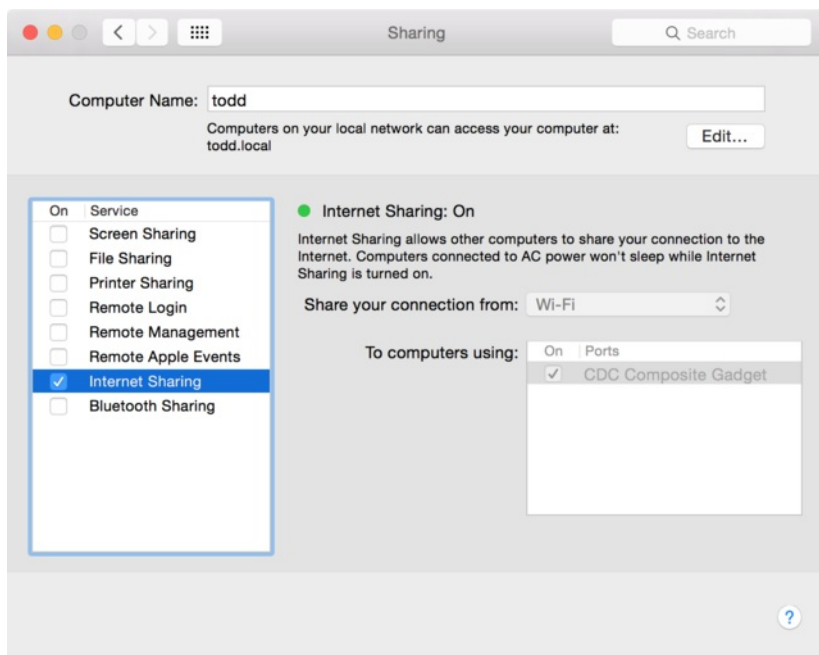 Sharing
Search
Computer Name: todd
Computers on your local network can access your computer at:
todd.local
Edit...
On Service
Screen Sharing
File Sharing
Printer Sharing
Remote Login
Remote Management
Remote Apple Events
Internet Sharing
Bluetooth Sharing
Internet Sharing: On
Internet Sharing allows other computers to share your connection to the
Internet. Computers connected to AC power won't sleep while Internet
Sharing is turned on.
Share your connection from: Wi-Fi
To computers using:
On Ports
CDC Composite Gadget
?